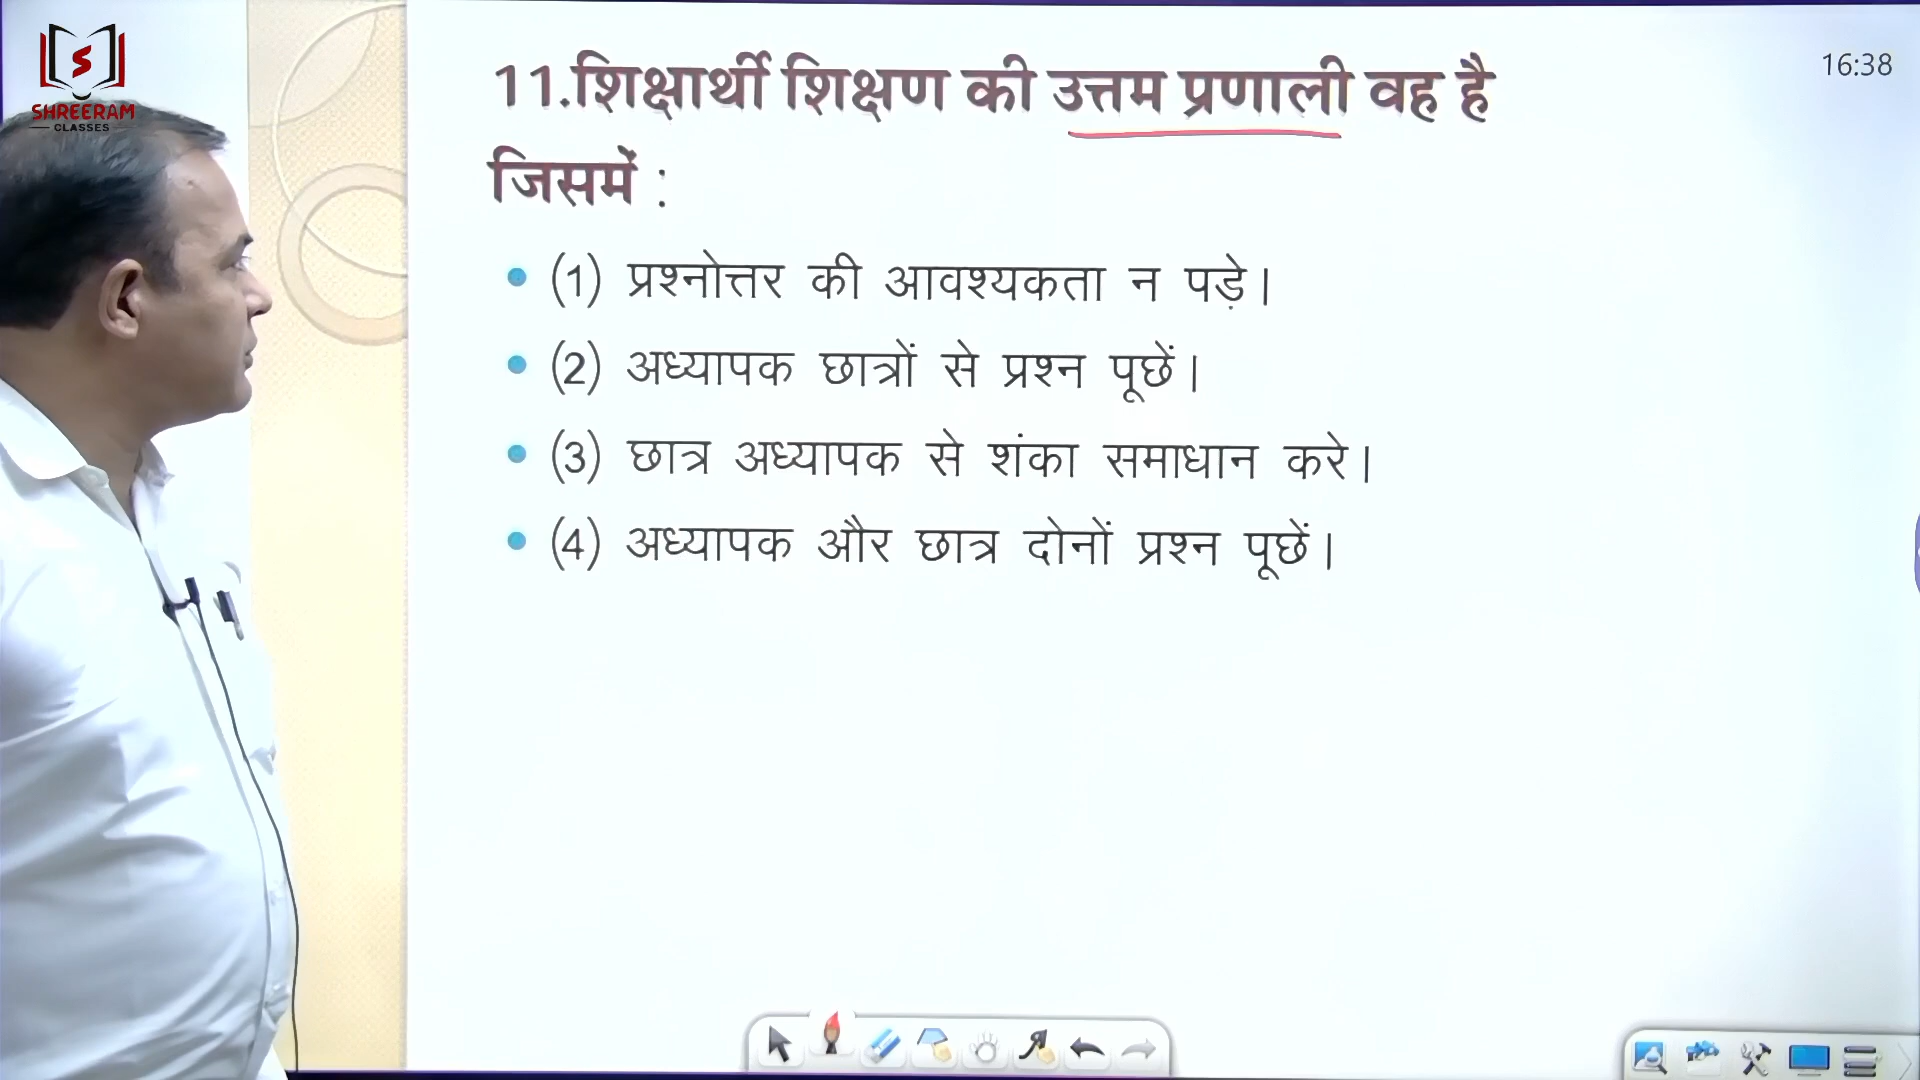 S
SHREERAM
CLASSES
16:38
11.शिक्षार्थी शिक्षण की उत्तम प्रणाली वह है
जिसमें :
• (1) प्रश्नोत्तर की आवश्यकता न पड़े।
• (2) अध्यापक छात्रों से प्रश्न पूछें।
• (3) छात्र अध्यापक से शंका समाधान करे।
• (4) अध्यापक और छात्र दोनों प्रश्न पूछें।